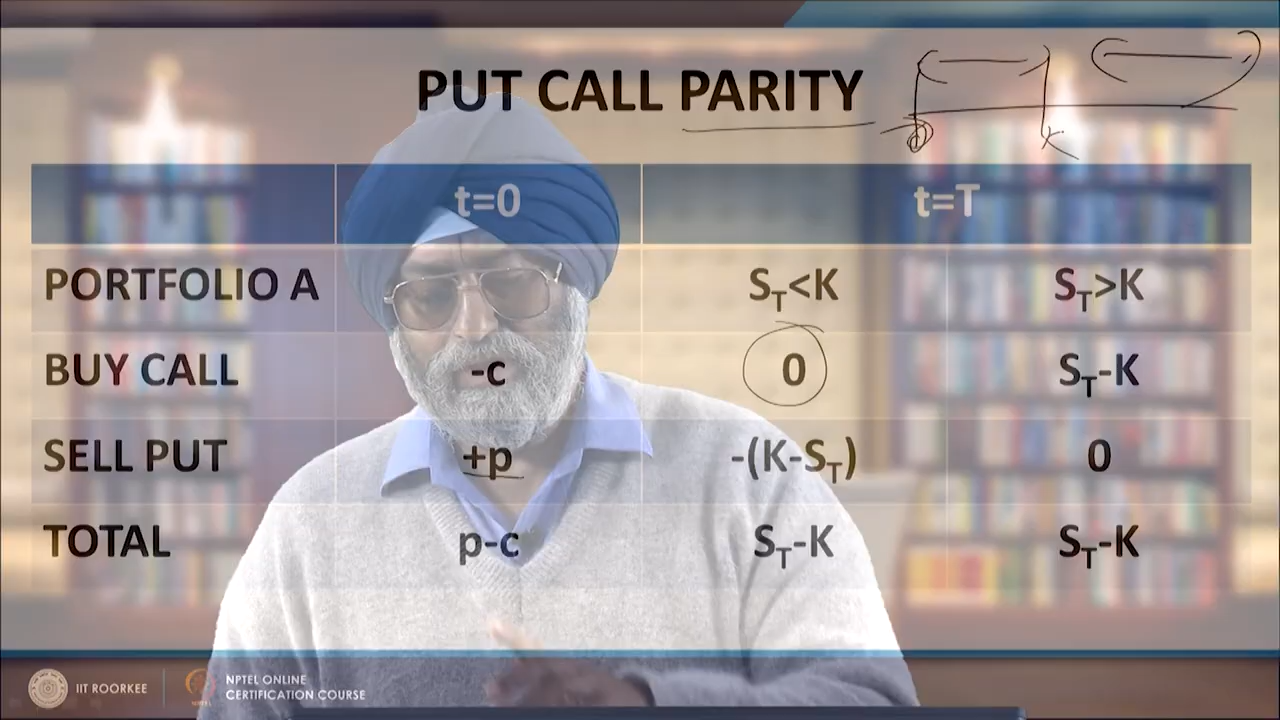 PUT CALL PARITY
0 K
t=0 t=T
PORTFOLIO A S_T<K S_T>K
BUY CALL -c 0 S_T-K
SELL PUT +p -(K-S_T) 0
TOTAL p-c S_T-K S_T-K
IIT ROORKEE
NPTEL ONLINE
CERTIFICATION COURSE